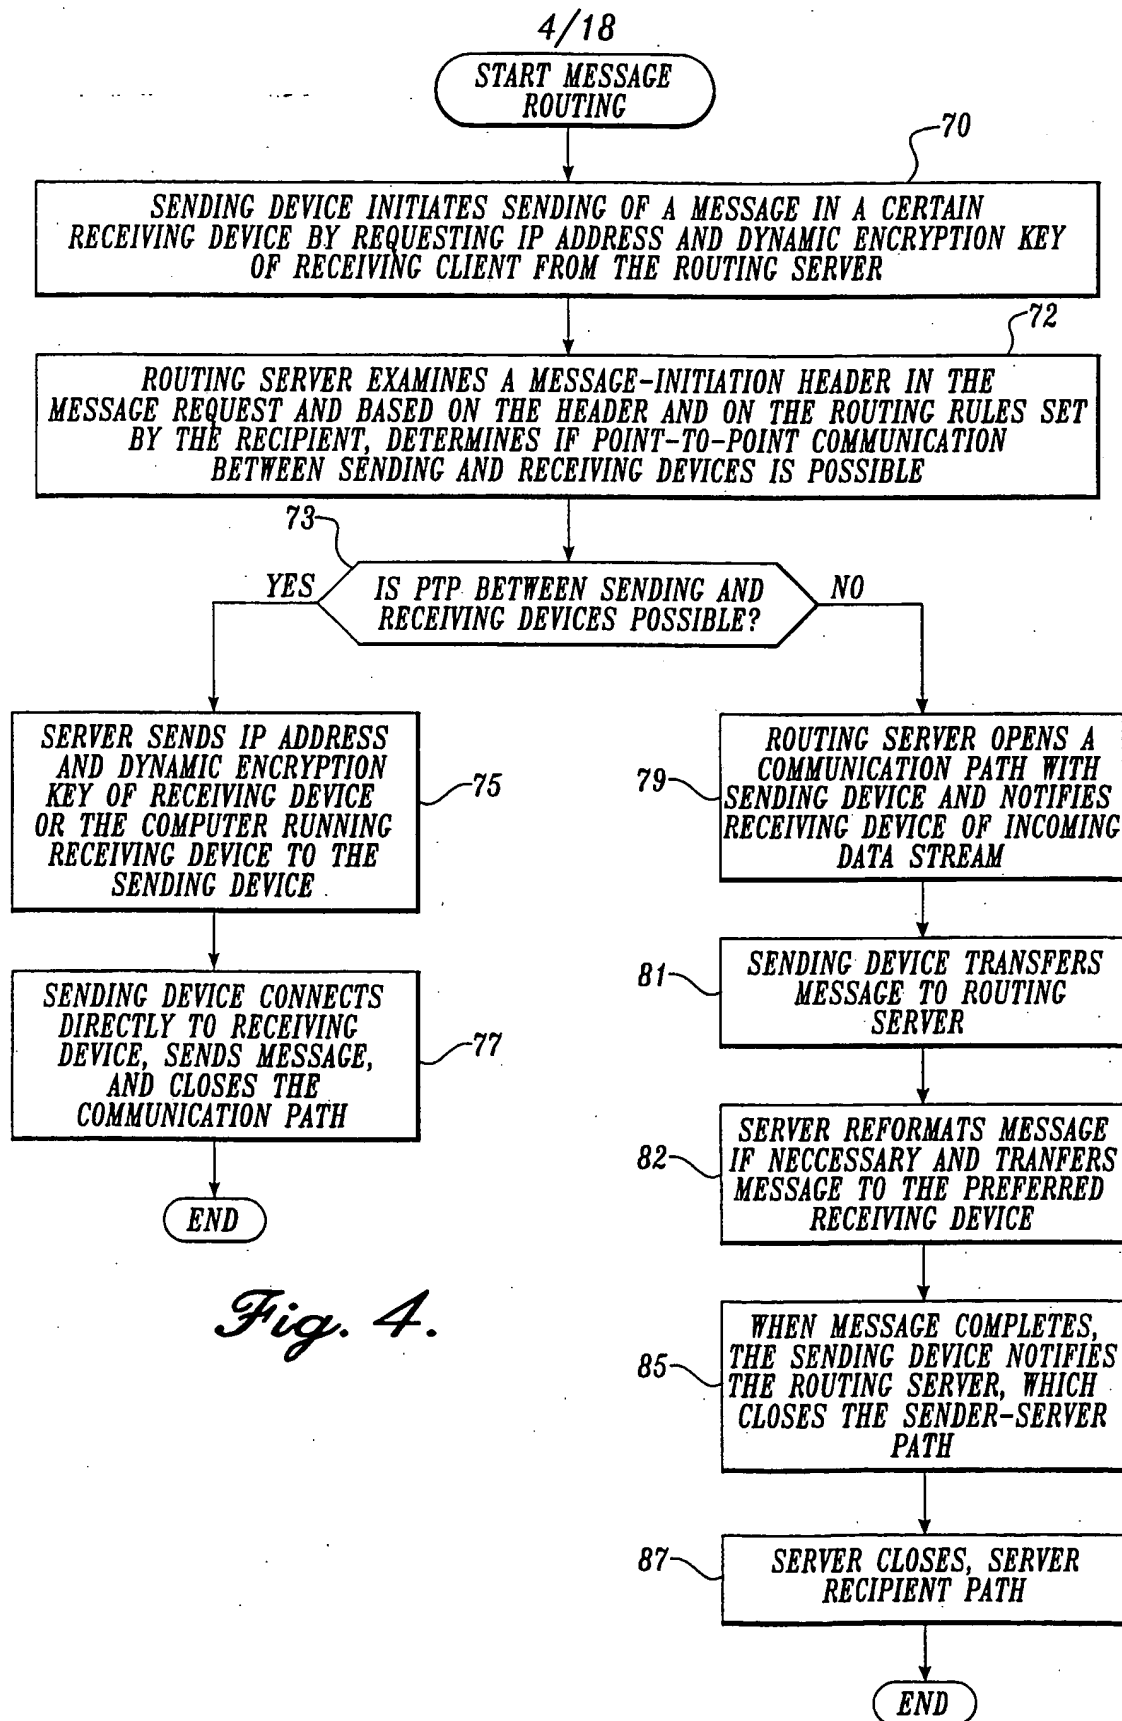 4/18
START MESSAGE
ROUTING
70
SENDING DEVICE INITIATES SENDING OF A MESSAGE IN A CERTAIN
RECEIVING DEVICE BY REQUESTING IP ADDRESS AND DYNAMIC ENCRYPTION KEY
OF RECEIVING CLIENT FROM THE ROUTING SERVER
72
ROUTING SERVER EXAMINES A MESSAGE-INITIATION HEADER IN THE
MESSAGE REQUEST AND BASED ON THE HEADER AND ON THE ROUTING RULES SET
BY THE RECIPIENT, DETERMINES IF POINT-TO-POINT COMMUNICATION
BETWEEN SENDING AND RECEIVING DEVICES IS POSSIBLE
73
YES
IS PTP BETWEEN SENDING AND
RECEIVING DEVICES POSSIBLE?
NO
SERVER SENDS IP ADDRESS
AND DYNAMIC ENCRYPTION
KEY OF RECEIVING DEVICE
OR THE COMPUTER RUNNING
RECEIVING DEVICE TO THE
SENDING DEVICE
75
SENDING DEVICE CONNECTS
DIRECTLY TO RECEIVING
DEVICE, SENDS MESSAGE,
AND CLOSES THE
COMMUNICATION PATH
77
END
79
ROUTING SERVER OPENS A
COMMUNICATION PATH WITH
SENDING DEVICE AND NOTIFIES
RECEIVING DEVICE OF INCOMING
DATA STREAM
81
SENDING DEVICE TRANSFERS
MESSAGE TO ROUTING
SERVER
82
SERVER REFORMATS MESSAGE
IF NECCESSARY AND TRANFERS
MESSAGE TO THE PREFERRED
RECEIVING DEVICE
85
WHEN MESSAGE COMPLETES,
THE SENDING DEVICE NOTIFIES
THE ROUTING SERVER, WHICH
CLOSES THE SENDER-SERVER
PATH
87
SERVER CLOSES, SERVER
RECIPIENT PATH
END
Fig. 4.